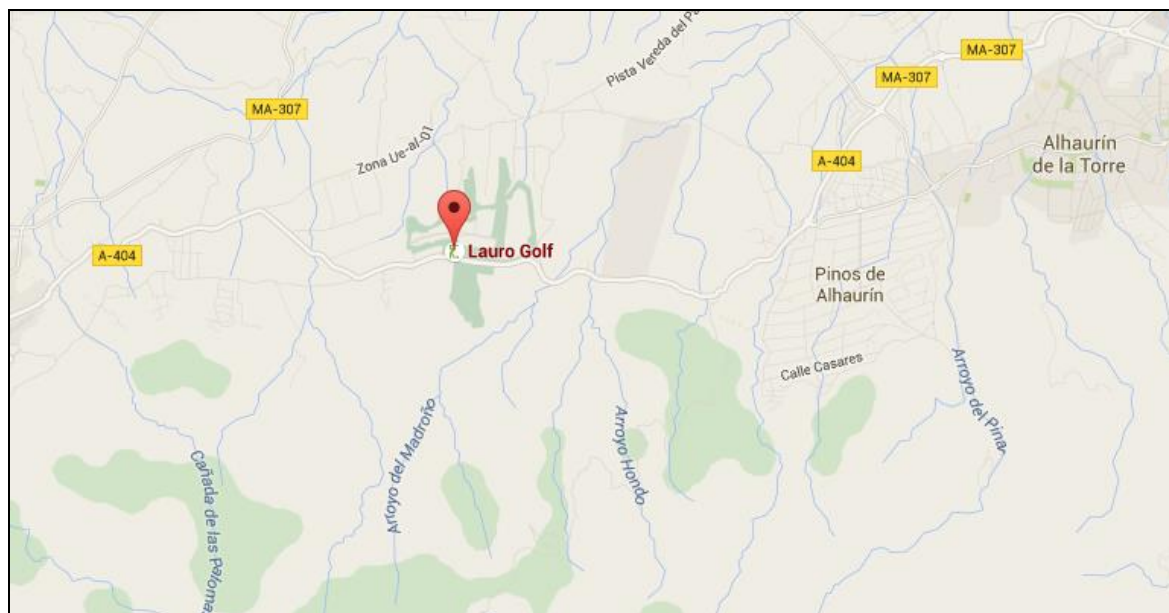 Pista Vereda del Pa
MA-307
MA-307
MA-307
Zona Ue-al-01
A-404
Alhaurín
de la Torre
Lauro Golf
A-404
Pinos de
Alhaurín
Calle Casares
Arroyo del Madroño
Arroyo Hondo
Arroyo del Pinar
Cañada de las Paloma